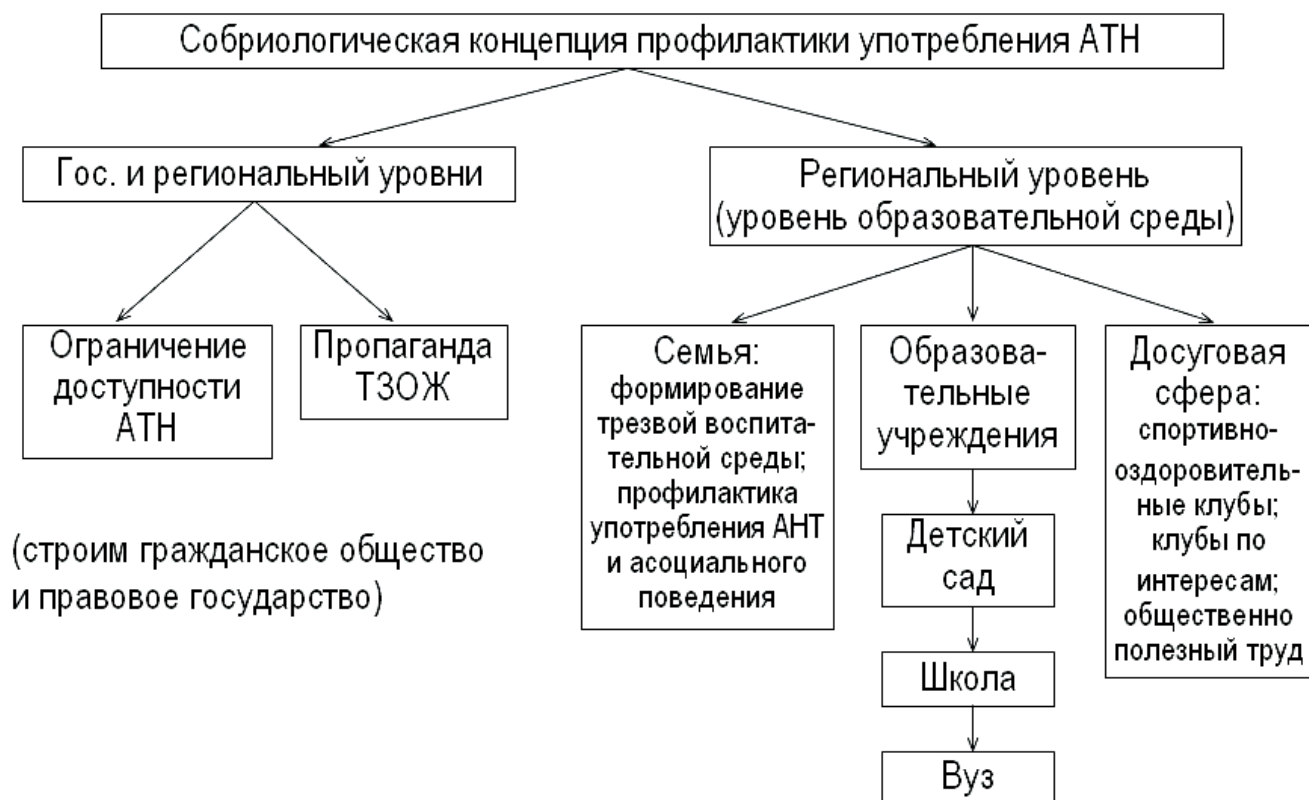 Собриологическая концепция профилактики употребления АТН
Гос. и региональный уровни
Региональный уровень
(уровень образовательной среды)
Ограничение
доступности
АТН
Пропаганда
ТЗОЖ
(строим гражданское общество
и правовое государство)
Семья:
формирование
трезвой воспита-
тельной среды;
профилактика
употребления АНТ
и асоциального
поведения
Образова-
тельные
учреждения
Детский
сад
Школа
Вуз
Досуговая
сфера:
спортивно-
оздоровитель-
ные клубы;
клубы по
интересам;
общественно
полезный труд